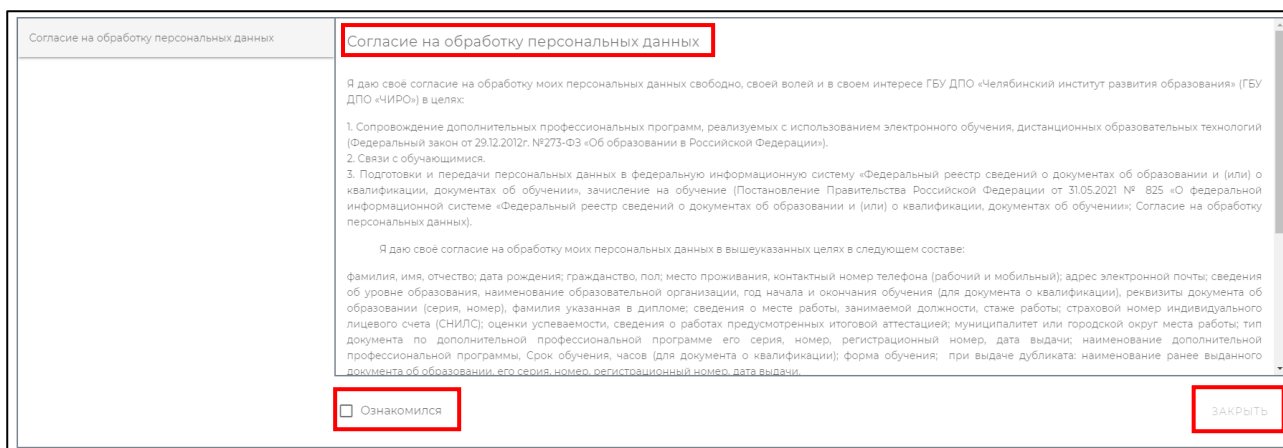 Согласие на обработку персональных данных
Согласие на обработку персональных данных
Я даю своё согласие на обработку моих персональных данных свободно, своей волей и в своем интересе ГБУ ДПО «Челябинский институт развития образования» (ГБУ
ДПО «ЧИРО») в целях:
1. Сопровождение дополнительных профессиональных программ, реализуемых с использованием электронного обучения, дистанционных образовательных технологий
(Федеральный закон от 29.12.2012г. №273-ФЗ «Об образовании в Российской Федерации»).
2. Связи с обучающимися.
3. Подготовки и передачи персональных данных в федеральную информационную систему «Федеральный реестр сведений о документах об образовании и (или) о
квалификации, документах об обучении», зачисление на обучение (Постановление Правительства Российской Федерации от 31.05.2021 № 825 «О федеральной
информационной системе «Федеральный реестр сведений о документах об образовании и (или) о квалификации, документах об обучении»; Согласие на обработку
персональных данных).
Я даю своё согласие на обработку моих персональных данных в вышеуказанных целях в следующем составе:
фамилия, имя, отчество; дата рождения; гражданство, пол; место проживания, контактный номер телефона (рабочий и мобильный); адрес электронной почты; сведения
об уровне образования, наименование образовательной организации, год начала и окончания обучения (для документа о квалификации), реквизиты документа об
образовании (серия, номер), фамилия указанная в дипломе; сведения о месте работы, занимаемой должности, стаже работы; страховой номер индивидуального
лицевого счета (СНИЛС); оценки успеваемости, сведения о работах предусмотренных итоговой аттестацией; муниципалитет или городской округ места работы; тип
документа по дополнительной профессиональной программе его серия, номер, регистрационный номер, дата выдачи; наименование дополнительной
профессиональной программы, Срок обучения, часов (для документа о квалификации); форма обучения; при выдаче дубликата: наименование ранее выданного
документа об образовании, его серия, номер, регистрационный номер, дата выдачи.
Ознакомился
ЗАКРЫТЬ